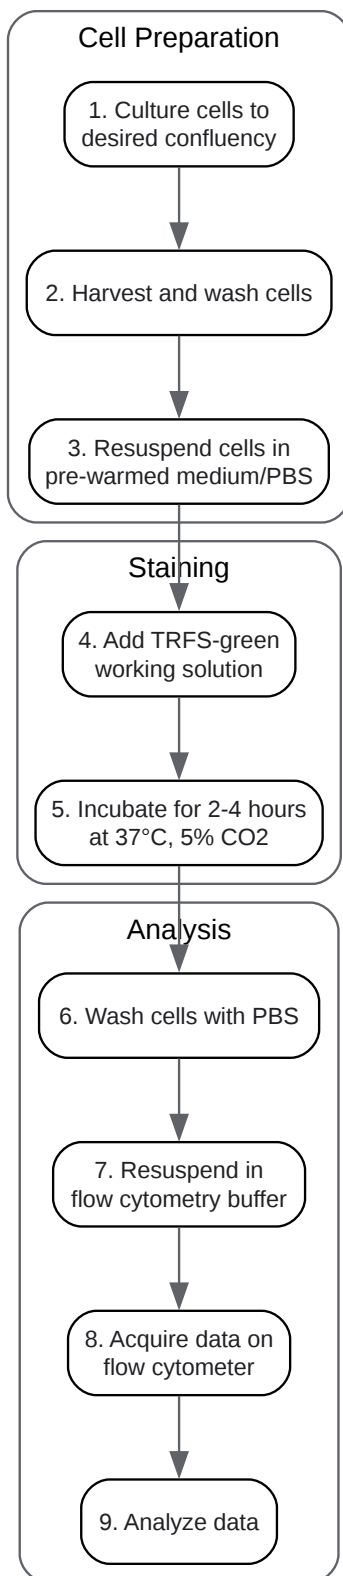 Cell Preparation
1. Culture cells to
desired confluency
2. Harvest and wash cells
3. Resuspend cells in
pre-warmed medium/PBS
Staining
4. Add TRFS-green
working solution
5. Incubate for 2-4 hours
at 37°C, 5% CO2
Analysis
6. Wash cells with PBS
7. Resuspend in
flow cytometry buffer
8. Acquire data on
flow cytometer
9. Analyze data